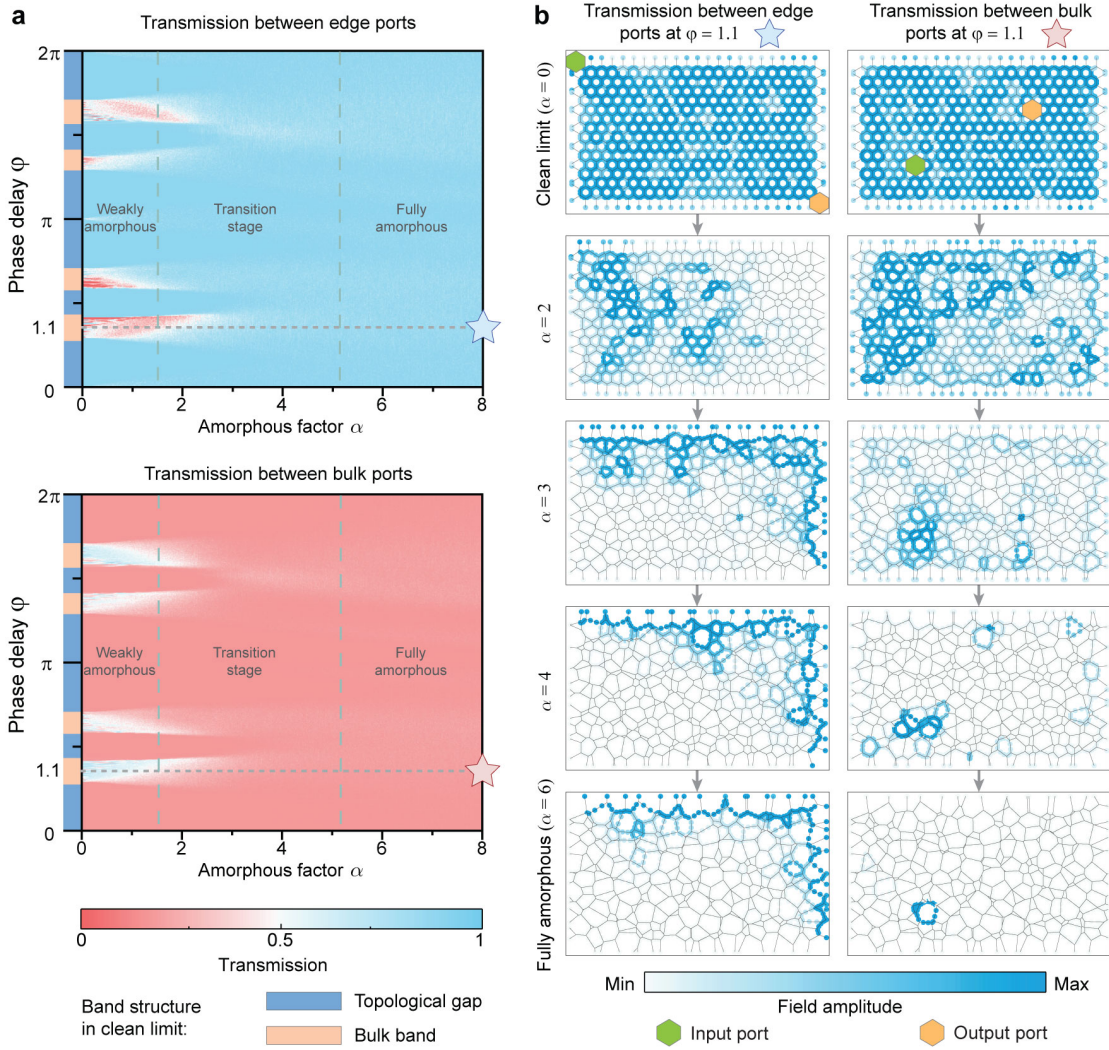 a
Transmission between edge ports
2π
Phase delay φ
π
1.1
0
Weakly
amorphous
Transition
stage
Fully
amorphous
0 2 4 6 8
Amorphous factor α
Transmission between bulk ports
2π
Phase delay φ
π
1.1
0
Weakly
amorphous
Transition
stage
Fully
amorphous
0 2 4 6 8
Amorphous factor α
0 0.5 1
Transmission
Band structure
in clean limit:
Topological gap
Bulk band
b
Transmission between edge
ports at φ = 1.1
Transmission between bulk
ports at φ = 1.1
Clean limit (α = 0)
α = 2
α = 3
α = 4
Fully amorphous (α = 6)
Min Max
Field amplitude
Input port
Output port